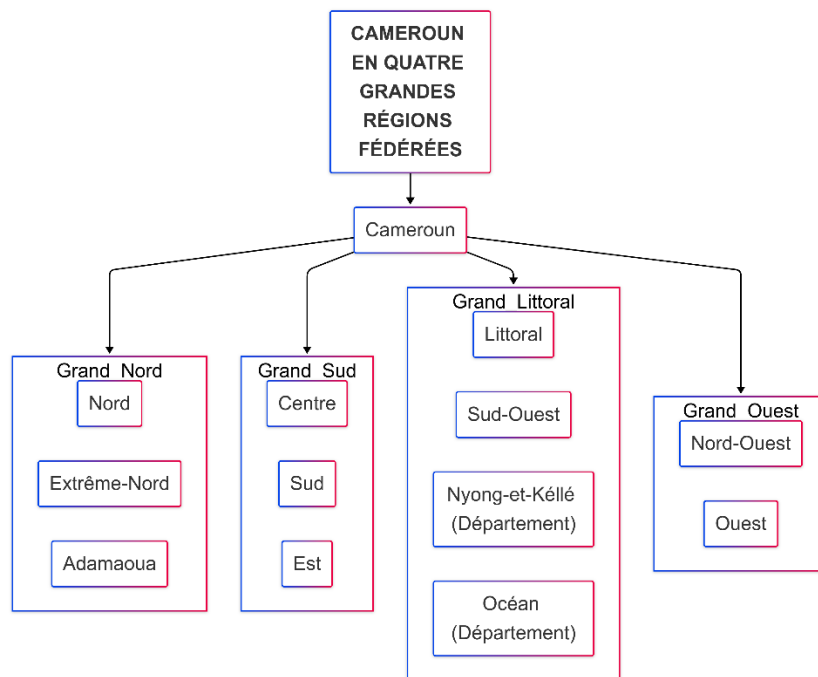 CAMEROUN
EN QUATRE
GRANDES
RÉGIONS
FÉDÉRÉES
Cameroun
Grand Nord
Nord
Extrême-Nord
Adamaoua
Grand Sud
Centre
Sud
Est
Grand Littoral
Littoral
Sud-Ouest
Nyong-et-Kéllé
(Département)
Océan
(Département)
Grand Ouest
Nord-Ouest
Ouest